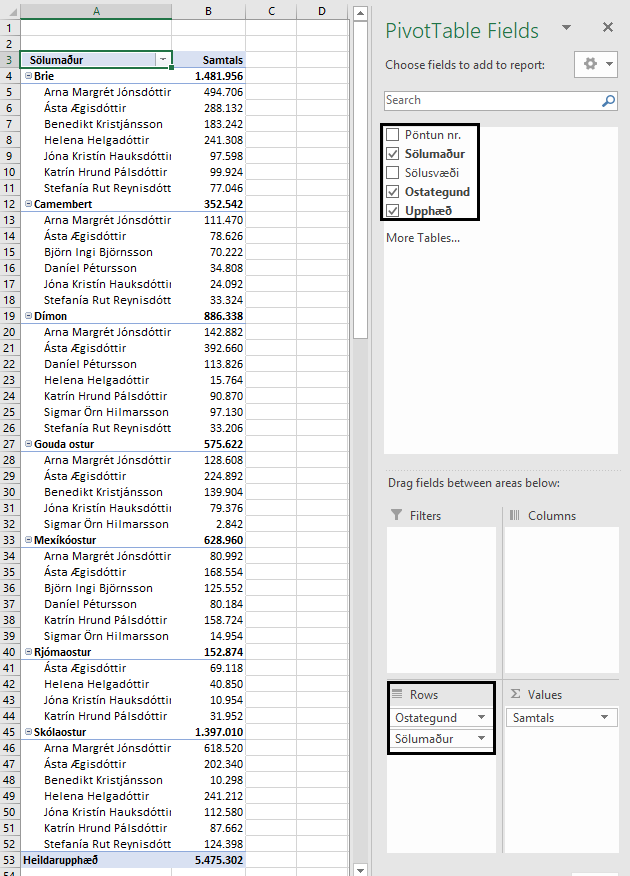 A B C D
1
2
3 Sölumaður Samtals
4 Brie 1.481.956
5 Arna Margrét Jónsdóttir 494.706
6 Ásta Ægisdóttir 288.132
7 Benedikt Kristjánsson 183.242
8 Helena Helgadóttir 241.308
9 Jóna Kristín Hauksdóttir 97.598
10 Katrín Hrund Pálsdóttir 99.924
11 Stefanía Rut Reynisdótt 77.046
12 Camembert 352.542
13 Arna Margrét Jónsdóttir 111.470
14 Ásta Ægisdóttir 78.626
15 Björn Ingi Björnsson 70.222
16 Daníel Pétursson 34.808
17 Jóna Kristín Hauksdóttir 24.092
18 Stefanía Rut Reynisdótt 33.324
19 Dímon 886.338
20 Arna Margrét Jónsdóttir 142.882
21 Ásta Ægisdóttir 392.660
22 Daníel Pétursson 113.826
23 Helena Helgadóttir 15.764
24 Katrín Hrund Pálsdóttir 90.870
25 Sigmar Örn Hilmarsson 97.130
26 Stefanía Rut Reynisdótt 33.206
27 Gouda ostur 575.622
28 Arna Margrét Jónsdóttir 128.608
29 Ásta Ægisdóttir 224.892
30 Benedikt Kristjánsson 139.904
31 Jóna Kristín Hauksdóttir 79.376
32 Sigmar Örn Hilmarsson 2.842
33 Mexíkóostur 628.960
34 Arna Margrét Jónsdóttir 80.992
35 Ásta Ægisdóttir 168.554
36 Björn Ingi Björnsson 125.552
37 Daníel Pétursson 80.184
38 Katrín Hrund Pálsdóttir 158.724
39 Sigmar Örn Hilmarsson 14.954
40 Rjómaostur 152.874
41 Ásta Ægisdóttir 69.118
42 Helena Helgadóttir 40.850
43 Jóna Kristín Hauksdóttir 10.954
44 Katrín Hrund Pálsdóttir 31.952
45 Skólaostur 1.397.010
46 Arna Margrét Jónsdóttir 618.520
47 Ásta Ægisdóttir 202.340
48 Benedikt Kristjánsson 10.298
49 Helena Helgadóttir 241.212
50 Jóna Kristín Hauksdóttir 112.580
51 Katrín Hrund Pálsdóttir 87.662
52 Stefanía Rut Reynisdótt 124.398
53 Heildarupphæð 5.475.302
PivotTable Fields
Choose fields to add to report:
Search
Pöntun nr.
Sölumaður
Sölusvæði
Ostategund
Upphæð
More Tables...
Drag fields between areas below:
Filters
Columns
Rows
Ostategund
Sölumaður
Σ Values
Samtals